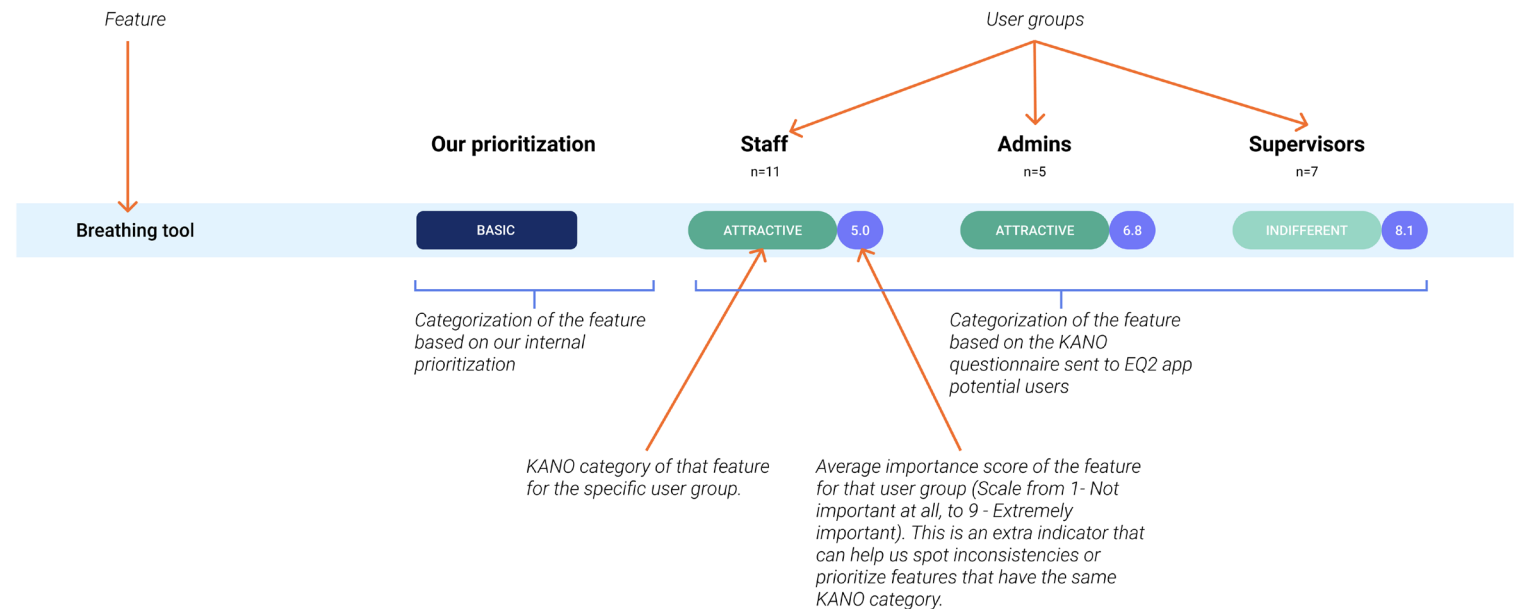 Feature
User groups
Our prioritization
Staff
Admins
Supervisors
n=11
n=5
n=7
Breathing tool
BASIC
ATTRACTIVE
5.0
ATTRACTIVE
6.8
INDIFFERENT
8.1
Categorization of the feature
based on our internal
prioritization
Categorization of the feature
based on the KANO
questionnaire sent to EQ2 app
potential users
KANO category of that feature
for the specific user group.
Average importance score of the feature
for that user group (Scale from 1- Not
important at all, to 9 - Extremely
important). This is an extra indicator that
can help us spot inconsistencies or
prioritize features that have the same
KANO category.